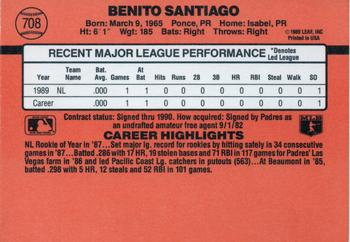 708
BENITO SANTIAGO
Born: March 9, 1965 Ponce, PR Home: Isabel, PR
Ht: 6' 1" Wgt: 185 Bats: Right Throws: Right
© 1989 LEAF, INC
Printed in USA
RECENT MAJOR LEAGUE PERFORMANCE
*Denotes Led League
Year Team Name Bat. Avg. Games At Bats Hits Runs 2B 3B HR RBI Steal Walk SO
1989 NL .000 1 1 0 0 0 0 0 0 0 0 1
Career .000 1 1 0 0 0 0 0 0 0 0 1
Contract status: Signed thru 1990. How acquired: Signed by Padres as
an undrafted amateur free agent 9/1/82
CAREER HIGHLIGHTS
NL Rookie of Year in '87...Set major lg. record for rookies by hitting safely in 34 consecutive
games in '87...Batted .286 with 17 HR, 19 stolen bases and 71 RBI in 117 games for Padres' Las
Vegas farm in '86 and led Pacific Coast Lg. catchers in putouts (563)...At Beaumont in '85,
batted .298 with 5 HR, 12 steals and 52 RBI in 101 games.